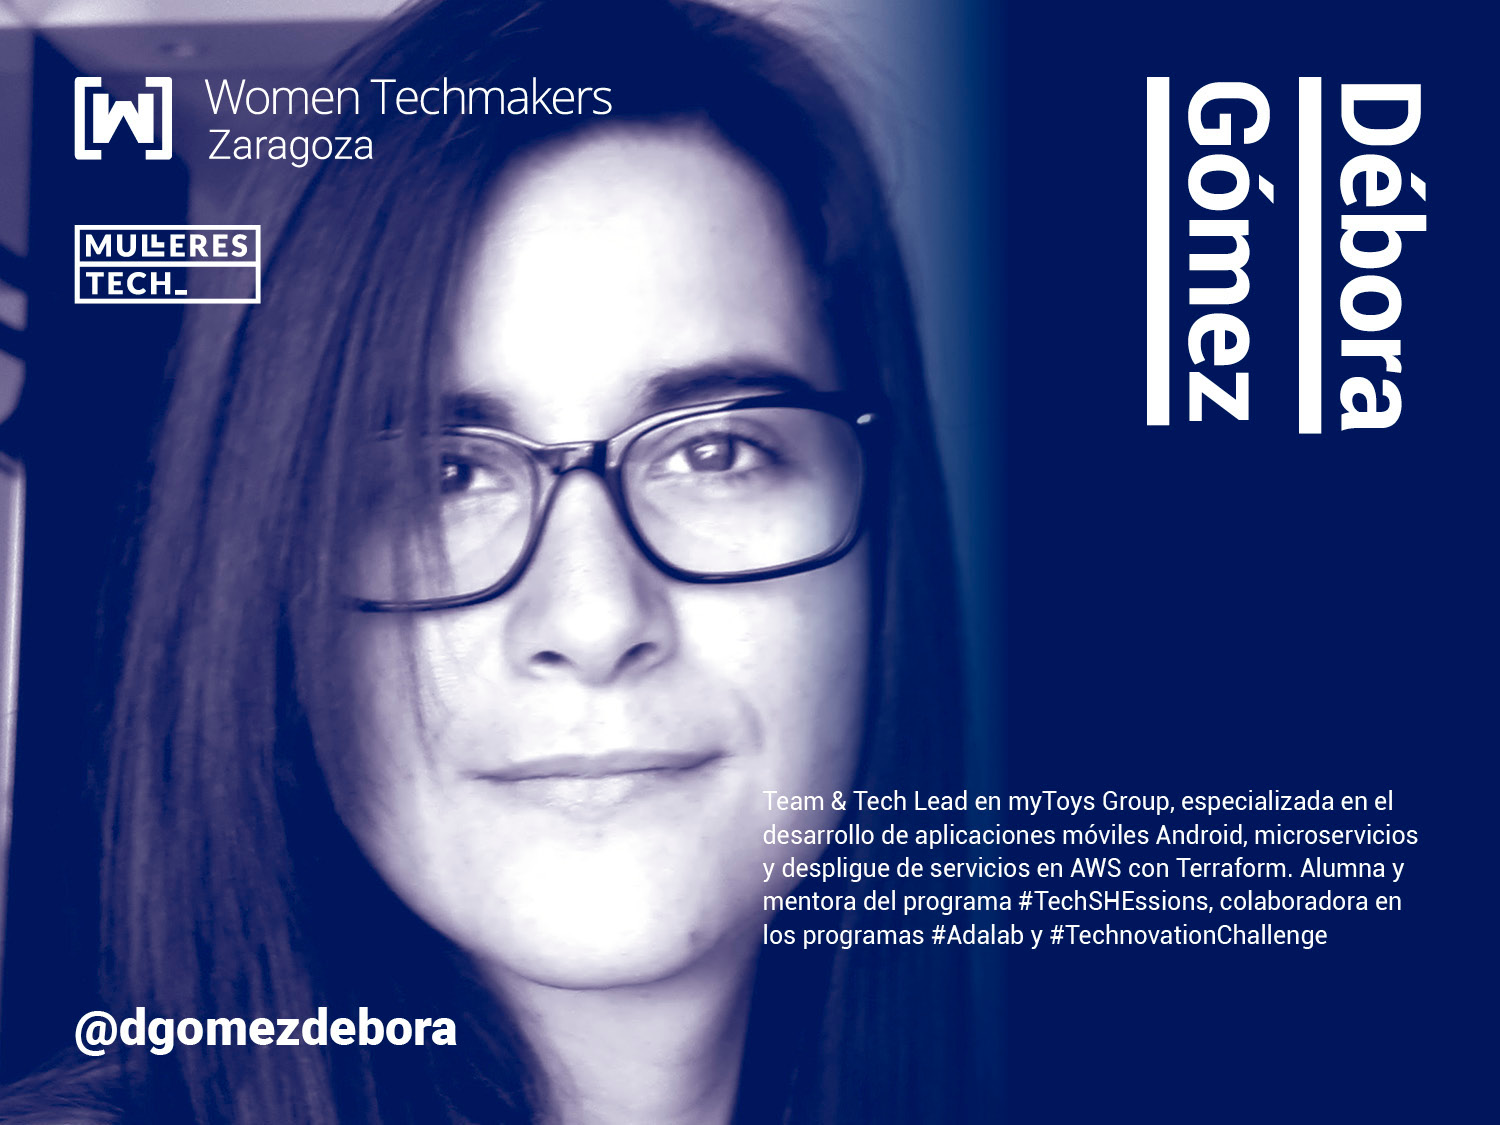 Women Techmakers
Zaragoza
MULLERES
TECH_
Débora
Gómez
Team & Tech Lead en myToys Group, especializada en el
desarrollo de aplicaciones móviles Android, microservicios
y despligue de servicios en AWS con Terraform. Alumna y
mentora del programa #TechSHEssions, colaboradora en
los programas #Adalab y #TechnovationChallenge
@dgomezdebora